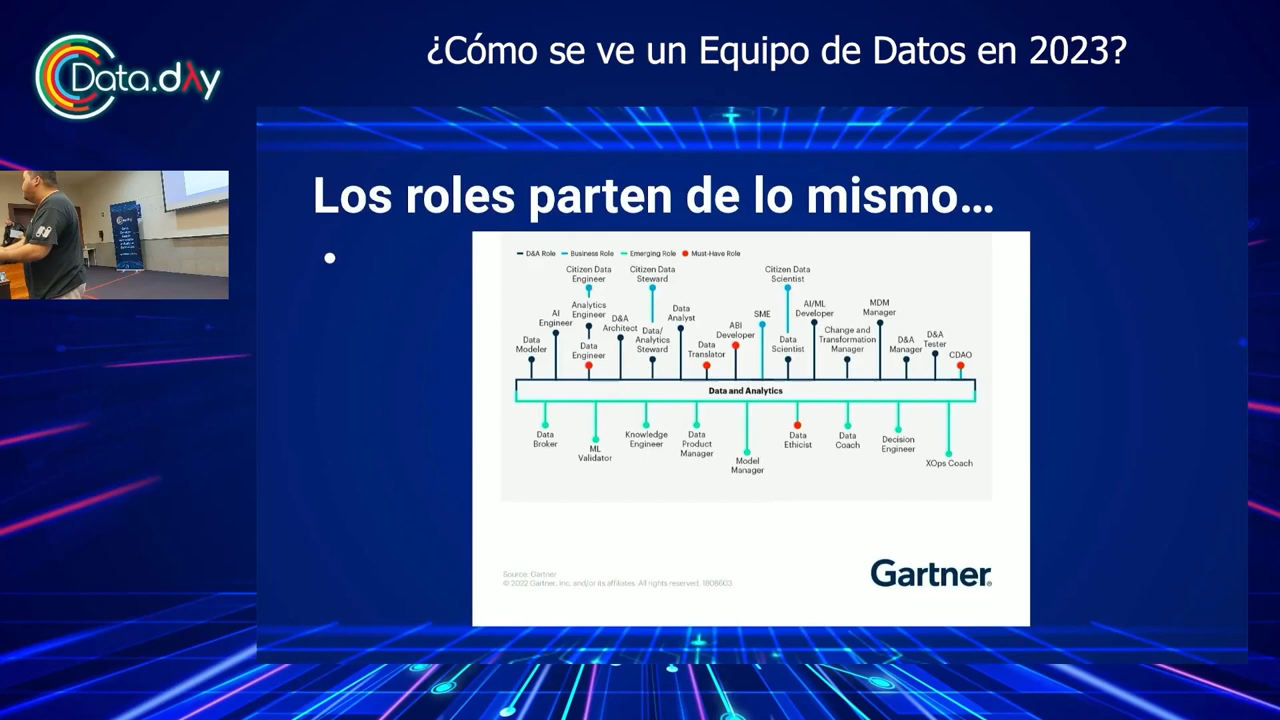 ¿Cómo se ve un Equipo de Datos en 2023?
Data.dAy
Los roles parten de lo mismo...
D&A Role
Business Role
Emerging Role
Must-Have Role
Citizen Data
Engineer
Citizen Data
Steward
Citizen Data
Scientist
Data
Modeler
AI
Engineer
Analytics
Engineer
Data
Engineer
D&A
Architect
Data/
Analytics
Steward
Data
Analyst
Data
Translator
ABI
Developer
SME
Data
Scientist
AI/ML
Developer
Change and
Transformation
Manager
MDM
Manager
D&A
Manager
D&A
Tester
CDAO
Data and Analytics
Data
Broker
ML
Validator
Knowledge
Engineer
Data
Product
Manager
Model
Manager
Data
Ethicist
Data
Coach
Decision
Engineer
XOps Coach
Source: Gartner
© 2022 Gartner, Inc. and/or its affiliates. All rights reserved. 1808603
Gartner